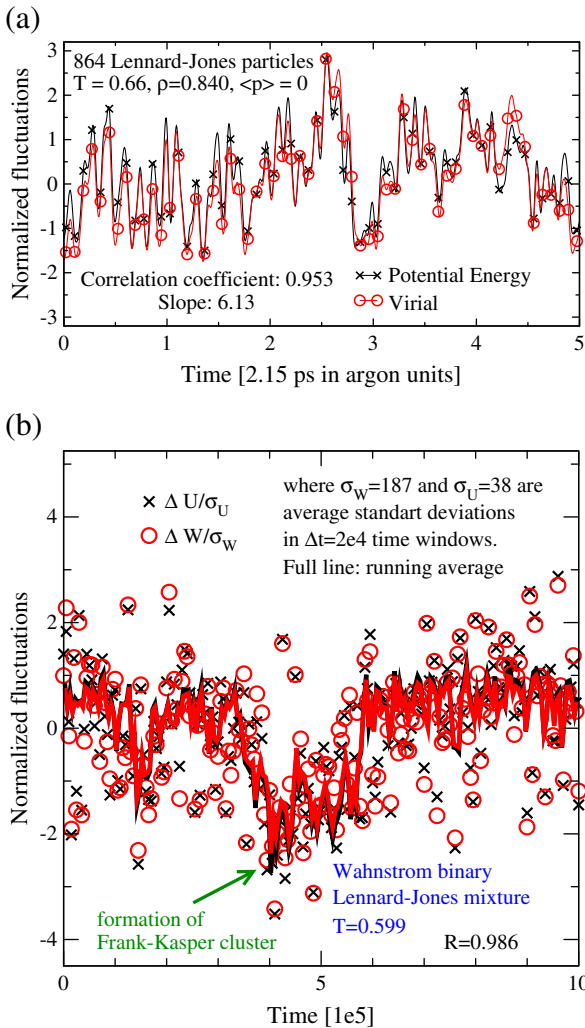 (a)
864 Lennard-Jones particles
T = 0.66, ρ=0.840, <p> = 0
3
2
1
0
-1
-2
-3
Normalized fluctuations
Correlation coefficient: 0.953
Slope: 6.13
Potential Energy
Virial
0 1 2 3 4 5
Time [2.15 ps in argon units]
(b)
Δ U/σU
Δ W/σW
where σW=187 and σU=38 are
average standart deviations
in Δt=2e4 time windows.
Full line: running average
4
2
0
-2
-4
Normalized fluctuations
formation of
Frank-Kasper cluster
Wahnstrom binary
Lennard-Jones mixture
T=0.599
R=0.986
0 5 10
Time [1e5]